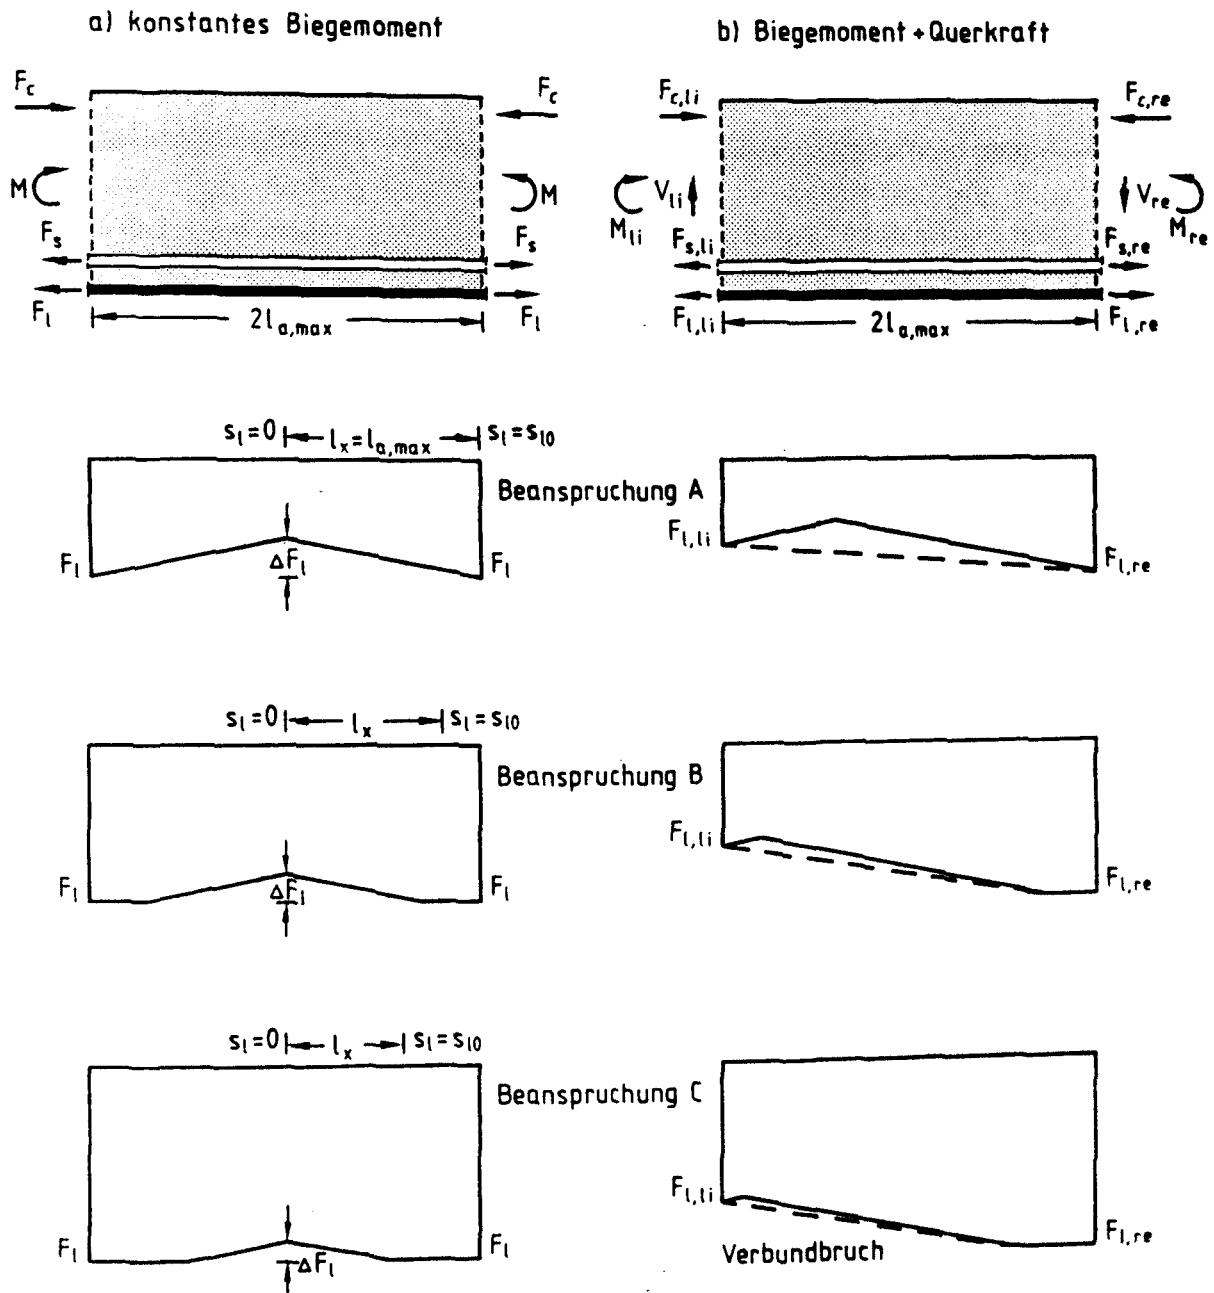 a) konstantes Biegemoment
b) Biegemoment + Querkraft
F_c F_c F_c,li F_c,re
M M M_li V_li V_re M_re
F_s F_s F_s,li F_s,re
F_l F_l F_l,li F_l,re
2l_a,max 2l_a,max
s_l=0 l_x=l_a,max s_l=s_l0
Beanspruchung A
F_l ΔF_l F_l F_l,li F_l,re
s_l=0 l_x s_l=s_l0
Beanspruchung B
F_l ΔF_l F_l F_l,li F_l,re
s_l=0 l_x s_l=s_l0
Beanspruchung C
F_l ΔF_l F_l F_l,li F_l,re
Verbundbruch